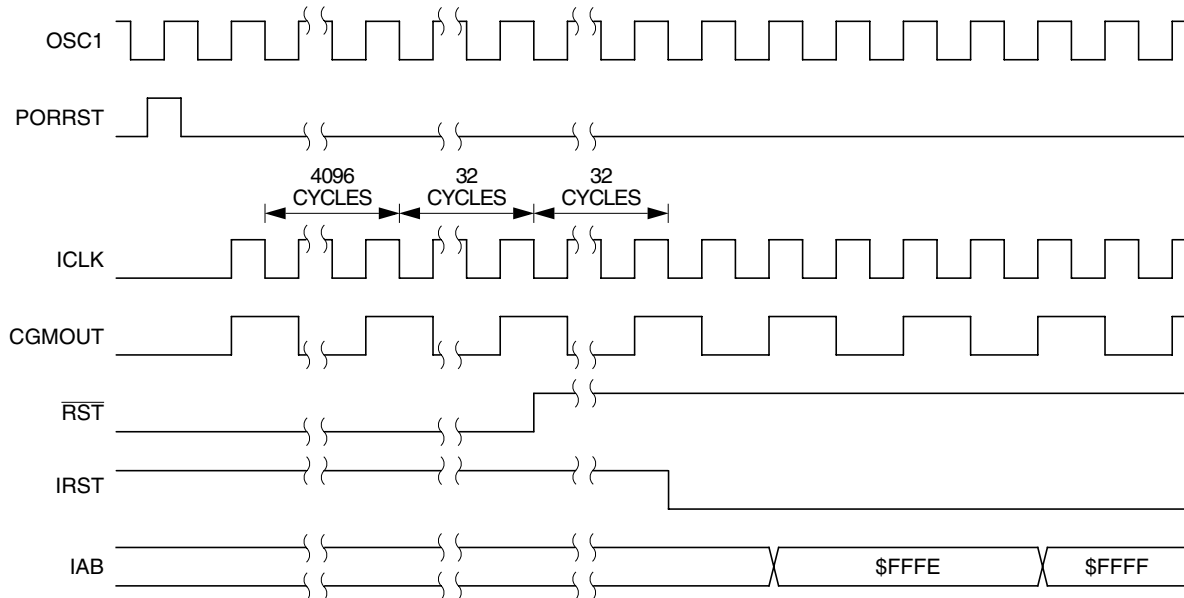 OSC1
PORRST
4096
CYCLES
32
CYCLES
32
CYCLES
ICLK
CGMOUT
RST
IRST
IAB
$FFFE
$FFFF